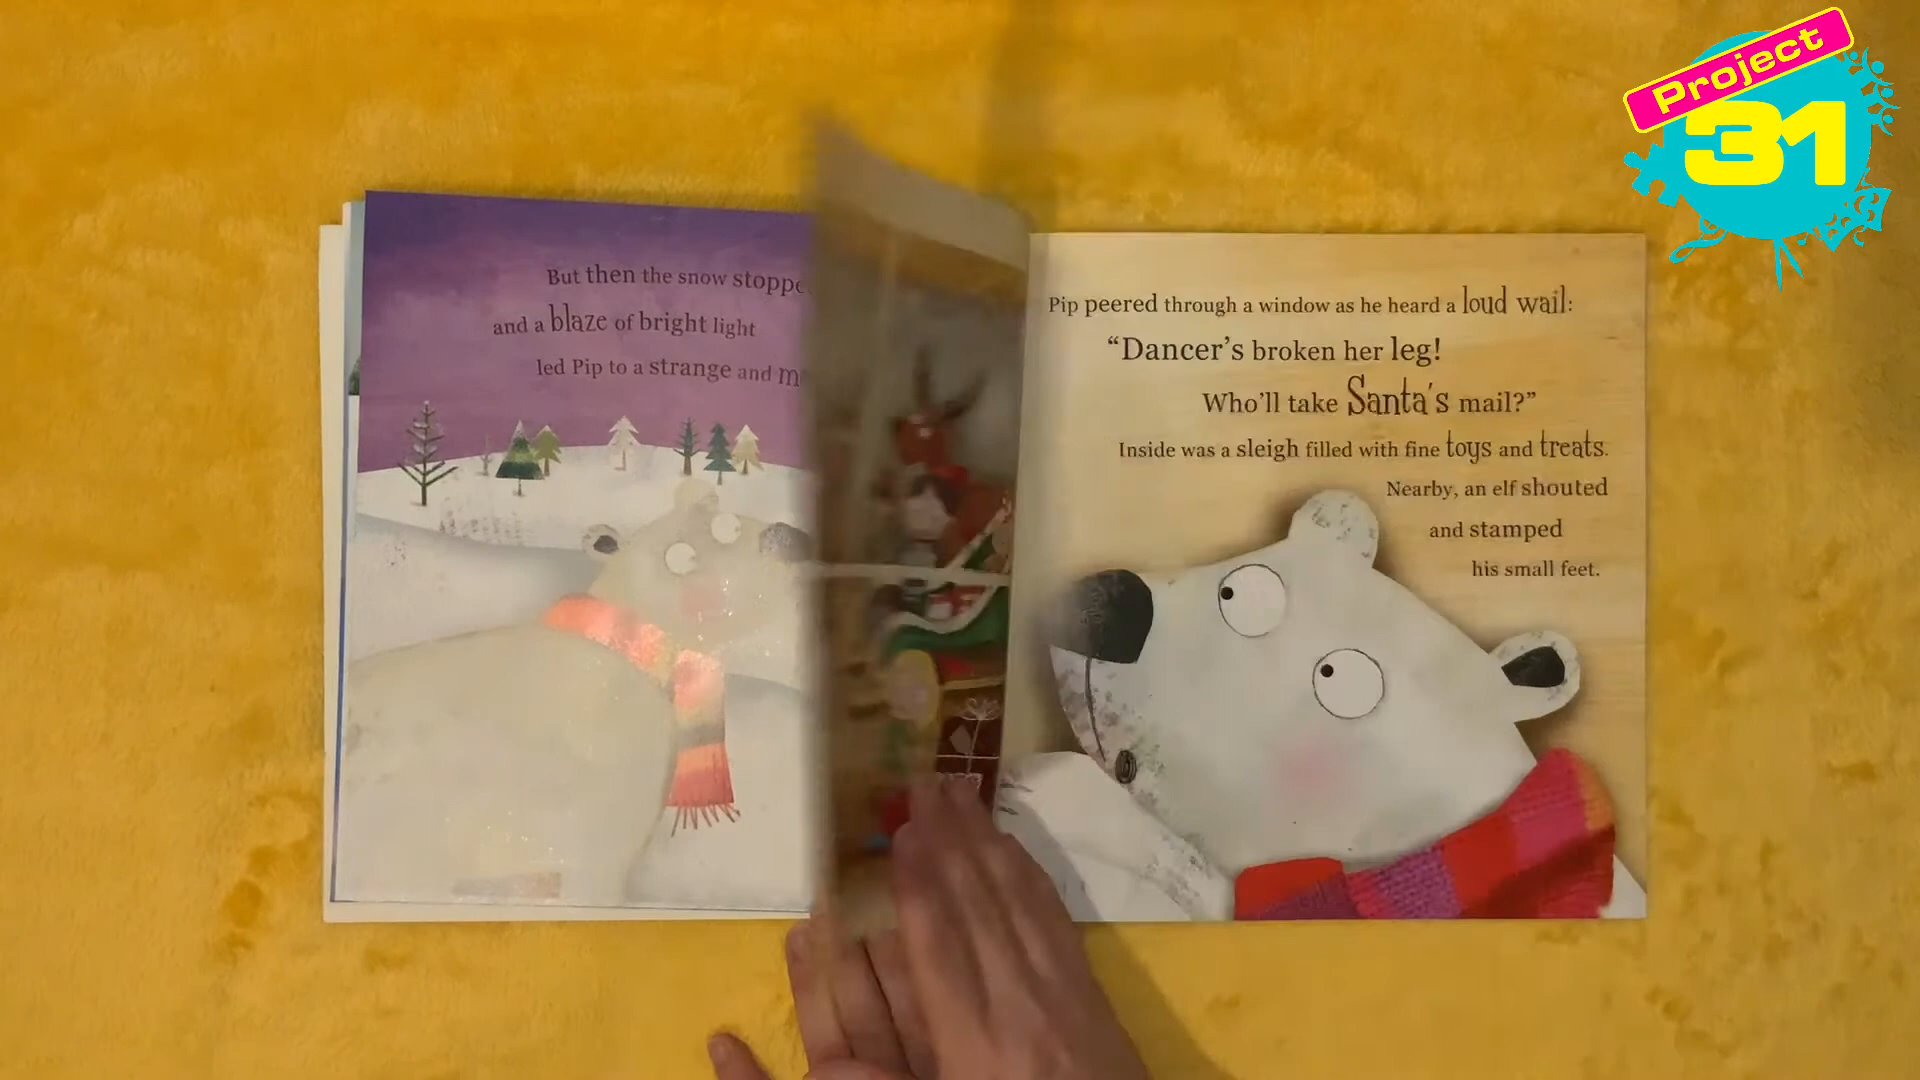 Project
31
But then the snow
and a blaze of bright light
led Pip to a strange and
Pip peered through a window as he heard a loud wail:
“Dancer’s broken her leg!
Who’ll take Santa’s mail?”
Inside was a sleigh filled with fine toys and treats.
Nearby, an elf shouted
and stamped
his small feet.